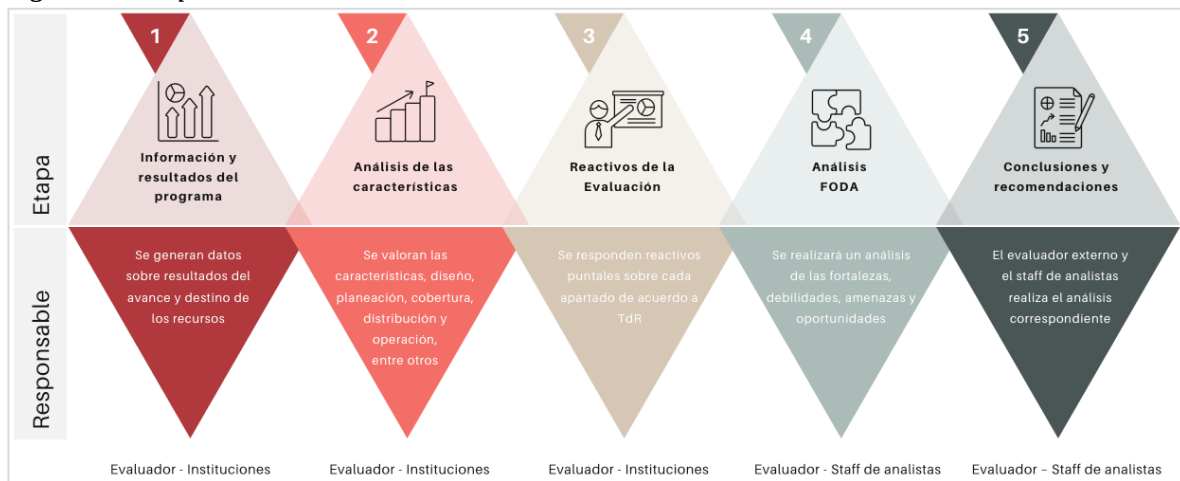 1
2
3
4
5
Etapa
Información y
resultados del
programa
Análisis de las
características
Reactivos de la
Evaluación
Análisis
FODA
Conclusiones y
recomendaciones
Responsable
Se generan datos
sobre resultados del
avance y destino de
los recursos
Se valoran las
características, diseño,
planeación, cobertura,
distribución y
operación,
entre otros
Se responden reactivos
puntales sobre cada
apartado de acuerdo a
TdR
Se realizará un análisis
de las fortalezas,
debilidades, amenazas y
oportunidades
El evaluador externo y
el staff de analistas
realiza el análisis
correspondiente
Evaluador - Instituciones
Evaluador - Instituciones
Evaluador - Instituciones
Evaluador - Staff de analistas
Evaluador – Staff de analistas